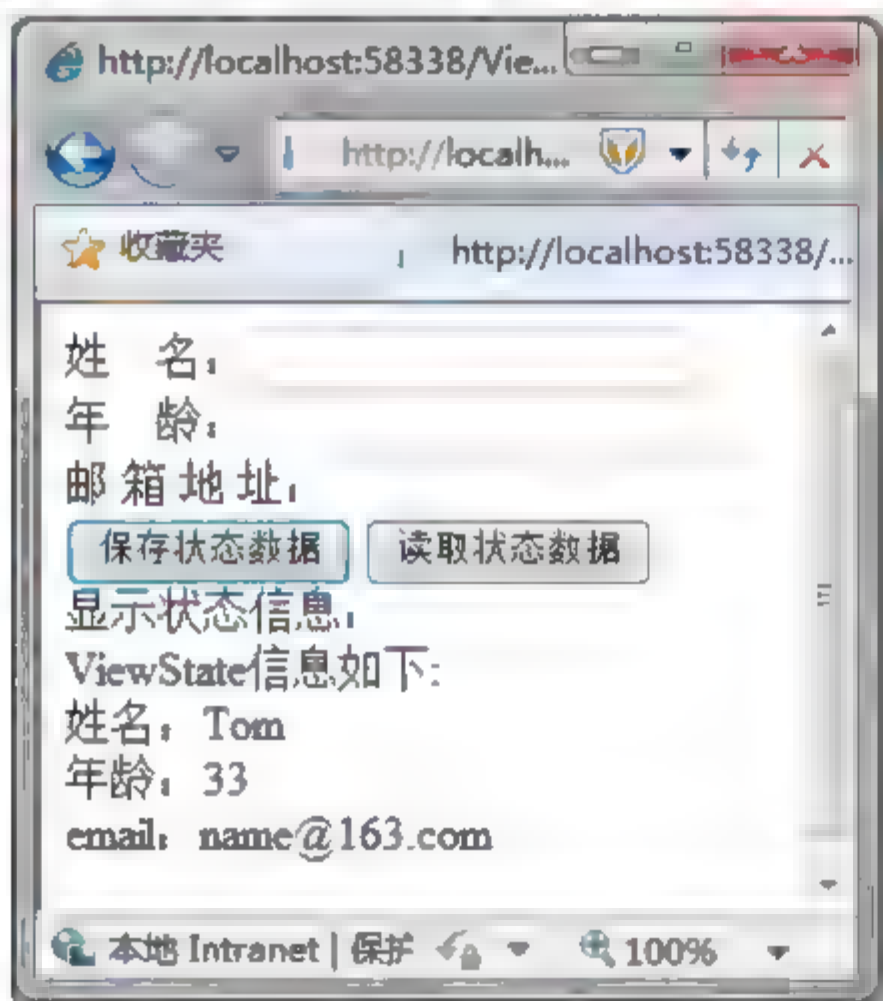 http://localhost:58338/Vie...
http://localh...
收藏夹 http://localhost:58338/...
姓 名：
年 龄：
邮箱地址：
保存状态数据 读取状态数据
显示状态信息：
ViewState信息如下:
姓名：Tom
年龄：33
email：name@163.com
本地 Intranet | 保护 100%